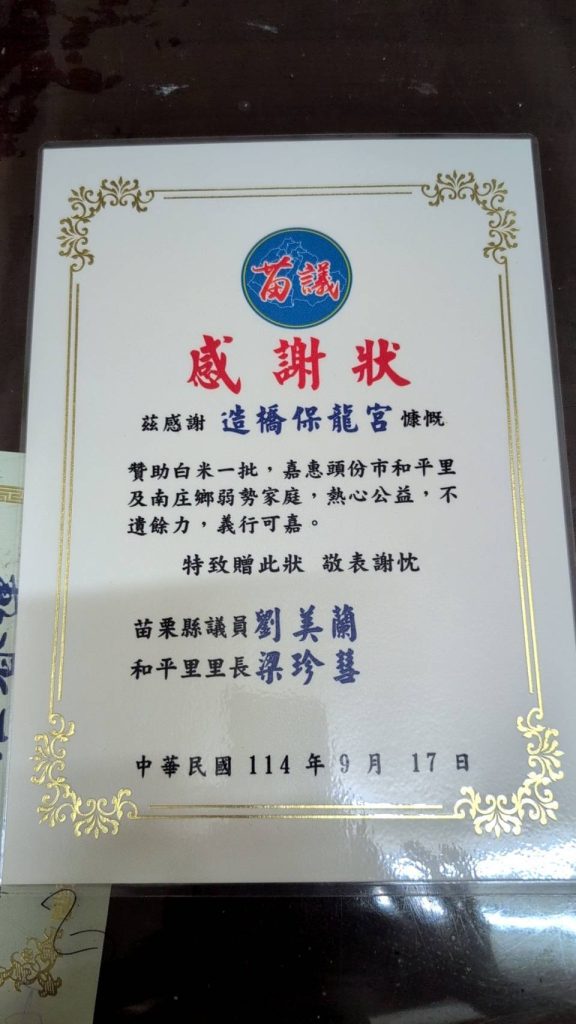 苗議
感謝狀
茲感謝 造橋保龍宮 慷慨
贊助白米一批，嘉惠頭份市和平里
及南庄鄉弱勢家庭，熱心公益，不
遺餘力，義行可嘉。
特致贈此狀 敬表謝忱
苗栗縣議員劉美蘭
和平里里長梁珍蔧
中華民國 114 年 9 月 17 日